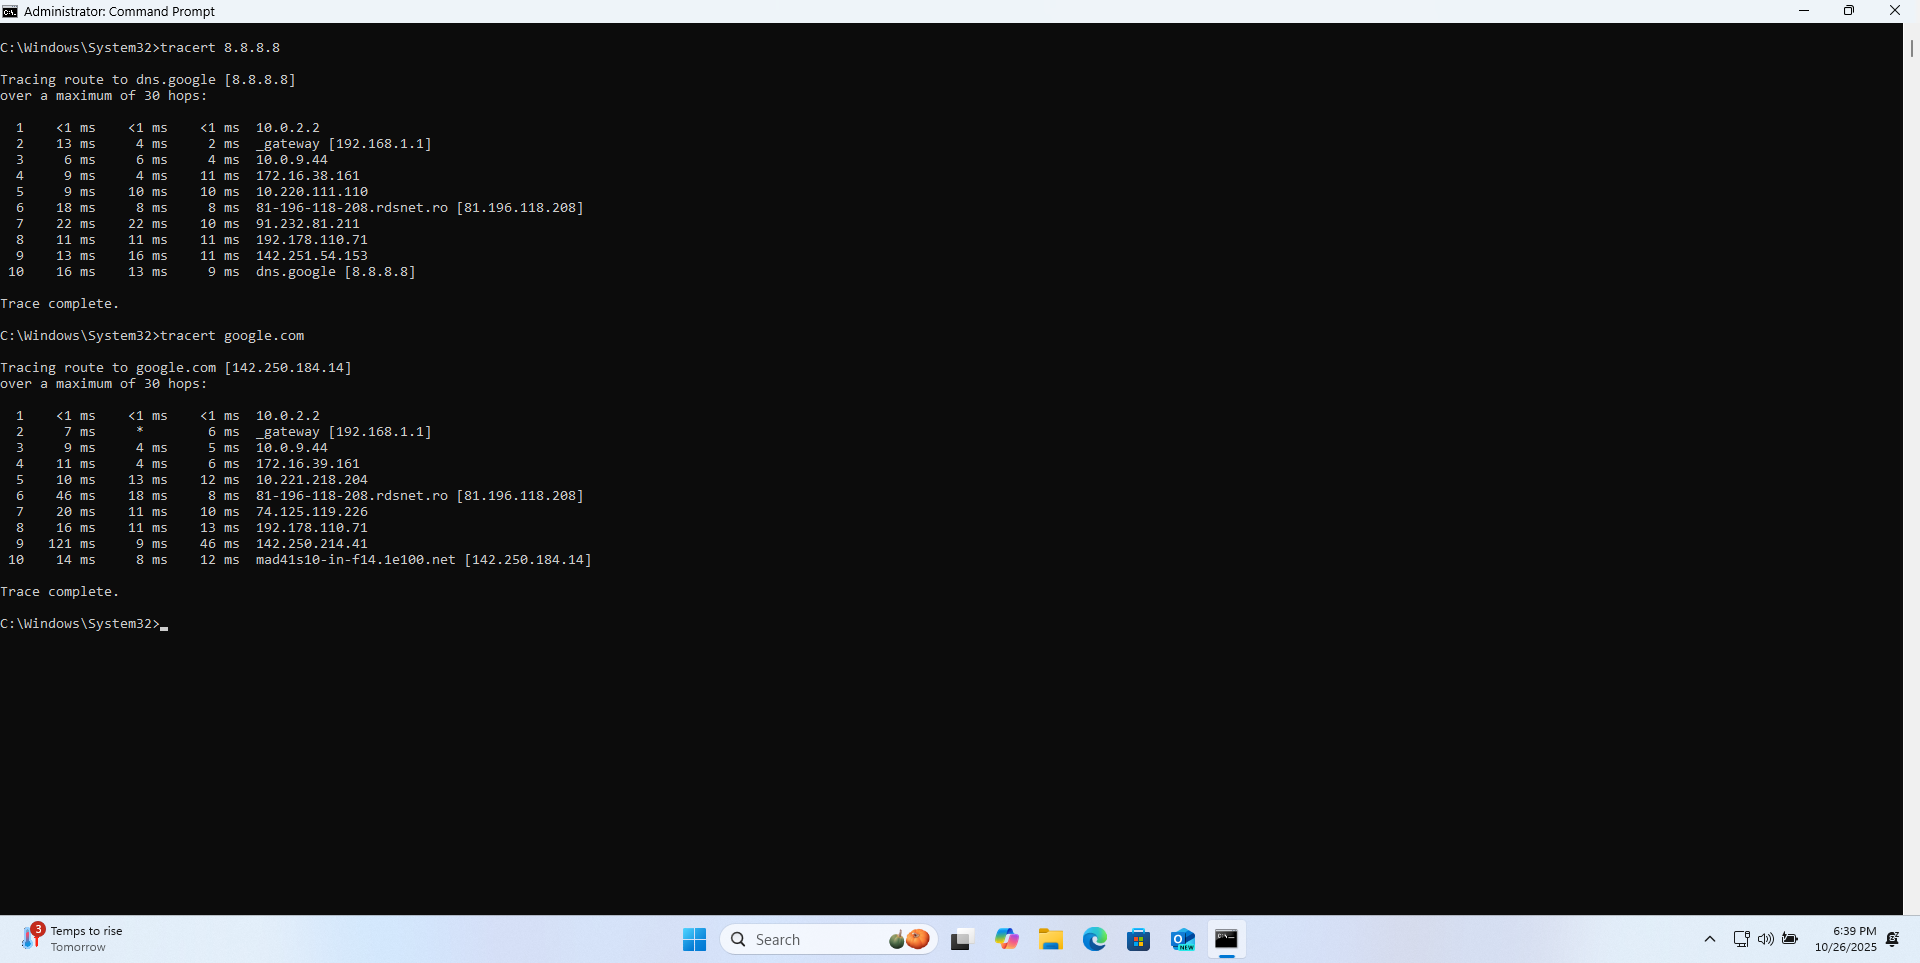 Administrator: Command Prompt
C:\Windows\System32>tracert 8.8.8.8
Tracing route to dns.google [8.8.8.8]
over a maximum of 30 hops:
1 <1 ms <1 ms <1 ms 10.0.2.2
2 13 ms 4 ms 2 ms _gateway [192.168.1.1]
3 6 ms 6 ms 4 ms 10.0.9.44
4 9 ms 4 ms 11 ms 172.16.38.161
5 9 ms 10 ms 10 ms 10.220.111.110
6 18 ms 8 ms 8 ms 81-196-118-208.rdsnet.ro [81.196.118.208]
7 22 ms 22 ms 10 ms 91.232.81.211
8 11 ms 11 ms 11 ms 192.178.110.71
9 13 ms 16 ms 11 ms 142.251.54.153
10 16 ms 13 ms 9 ms dns.google [8.8.8.8]
Trace complete.
C:\Windows\System32>tracert google.com
Tracing route to google.com [142.250.184.14]
over a maximum of 30 hops:
1 <1 ms <1 ms <1 ms 10.0.2.2
2 7 ms * 6 ms _gateway [192.168.1.1]
3 9 ms 4 ms 5 ms 10.0.9.44
4 11 ms 4 ms 6 ms 172.16.39.161
5 10 ms 13 ms 12 ms 10.221.218.204
6 46 ms 18 ms 8 ms 81-196-118-208.rdsnet.ro [81.196.118.208]
7 20 ms 11 ms 10 ms 74.125.119.226
8 16 ms 11 ms 13 ms 192.178.110.71
9 121 ms 9 ms 46 ms 142.250.214.41
10 14 ms 8 ms 12 ms mad41s10-in-f14.1e100.net [142.250.184.14]
Trace complete.
C:\Windows\System32>
3
Temps to rise
Tomorrow
Search
NEW
6:39 PM
10/26/2025